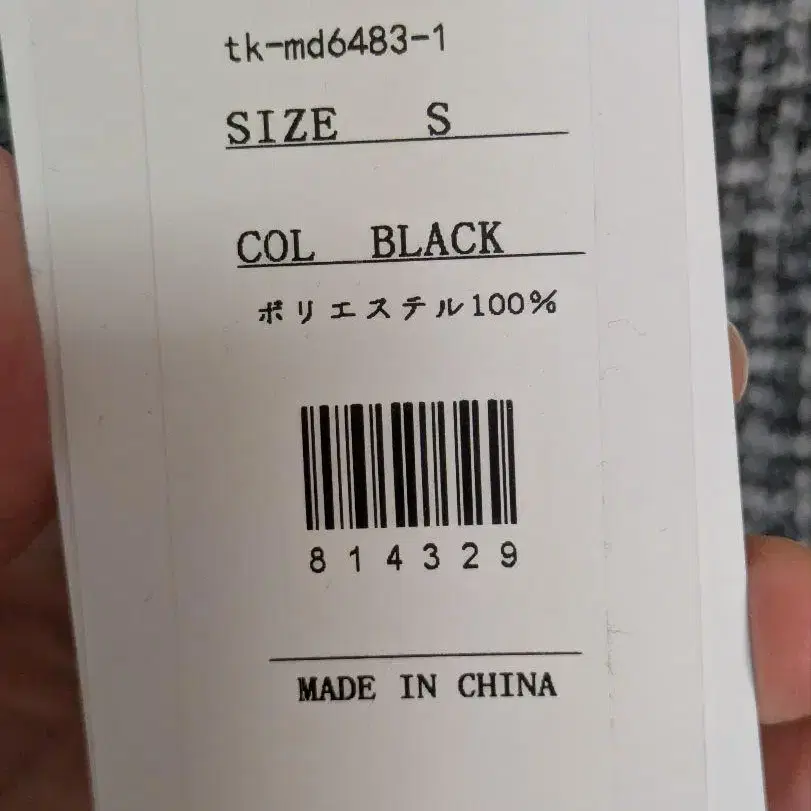 tk-md6483-1
SIZE S
COL BLACK
ポリエステル100%
814329
MADE IN CHINA